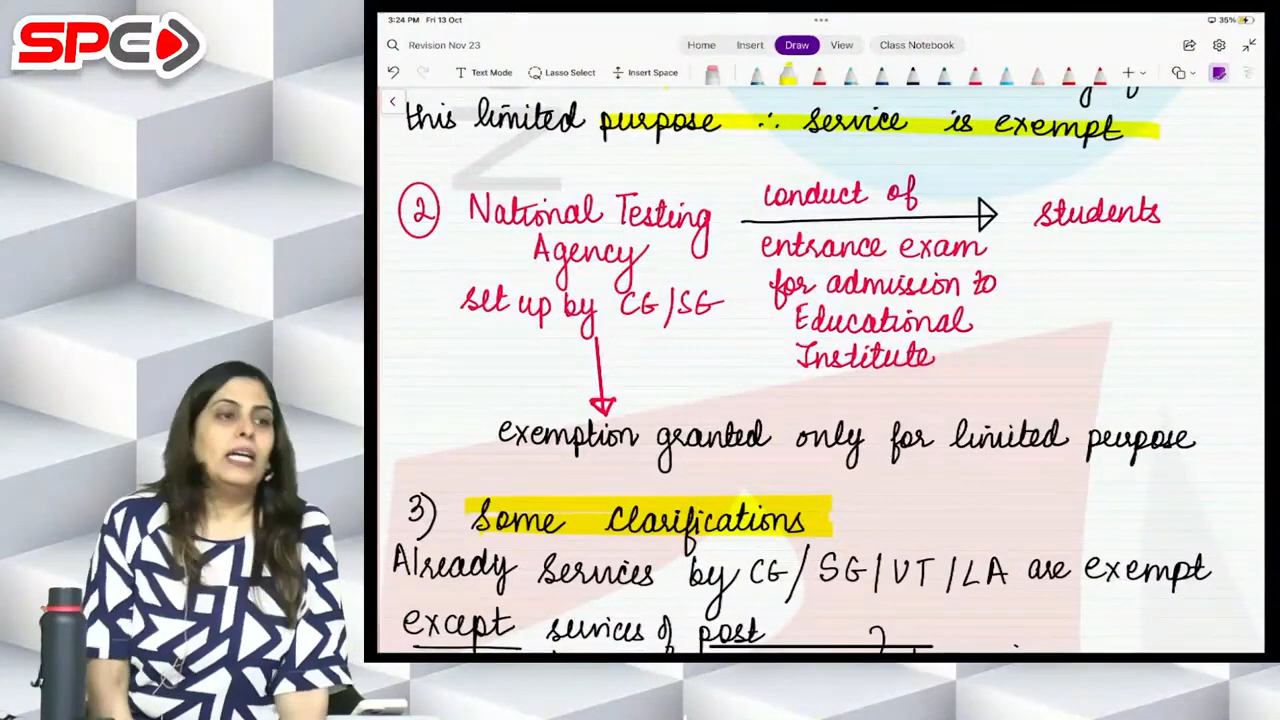 SPC
3:24 PM Fri 13 Oct
35%
Revision Nov 23
Home Insert Draw View Class Notebook
Text Mode Lasso Select Insert Space
this limited purpose ∴ service is exempt
② National Testing Agency set up by CG/SG
conduct of
entrance exam
for admission to
Educational
Institute
students
exemption granted only for limited purpose
3) Some Clarifications
Already services by CG/SG/UT/LA are exempt
except services of post